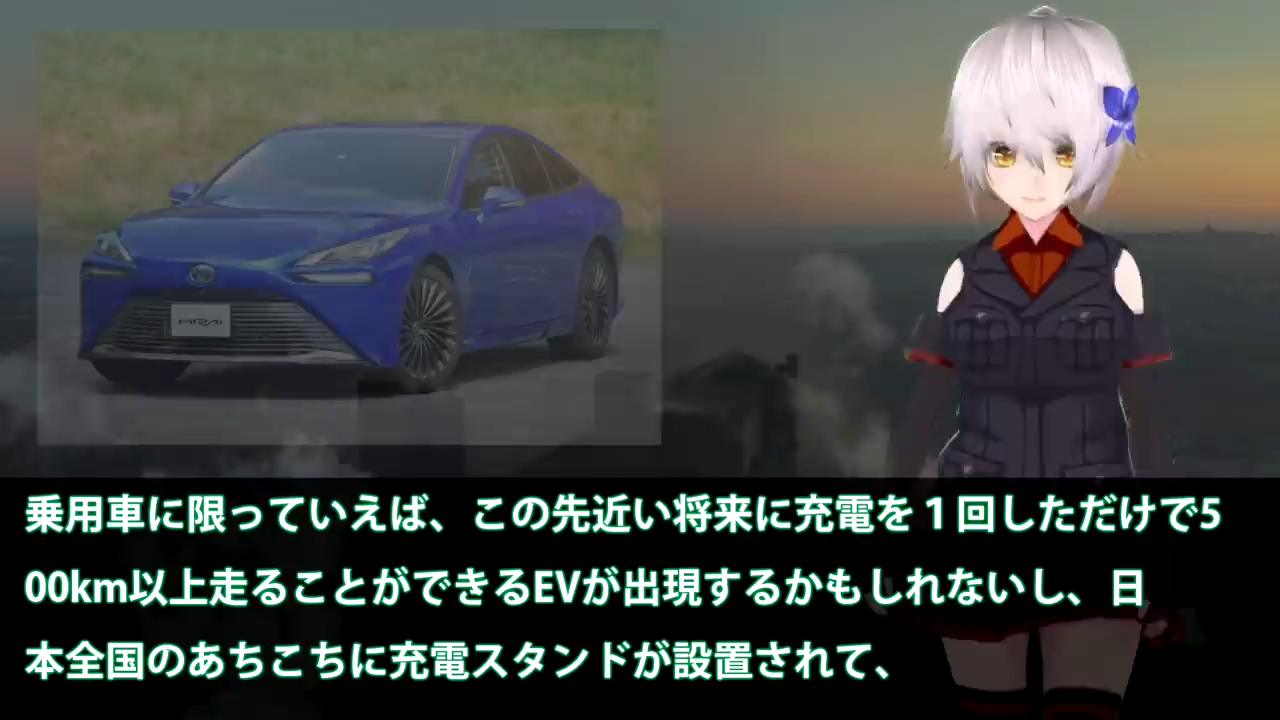 MIRAI
乗用車に限っていえば、この先近い将来に充電を１回しただけで5
00km以上走ることができるEVが出現するかもしれないし、日
本全国のあちこちに充電スタンドが設置されて、